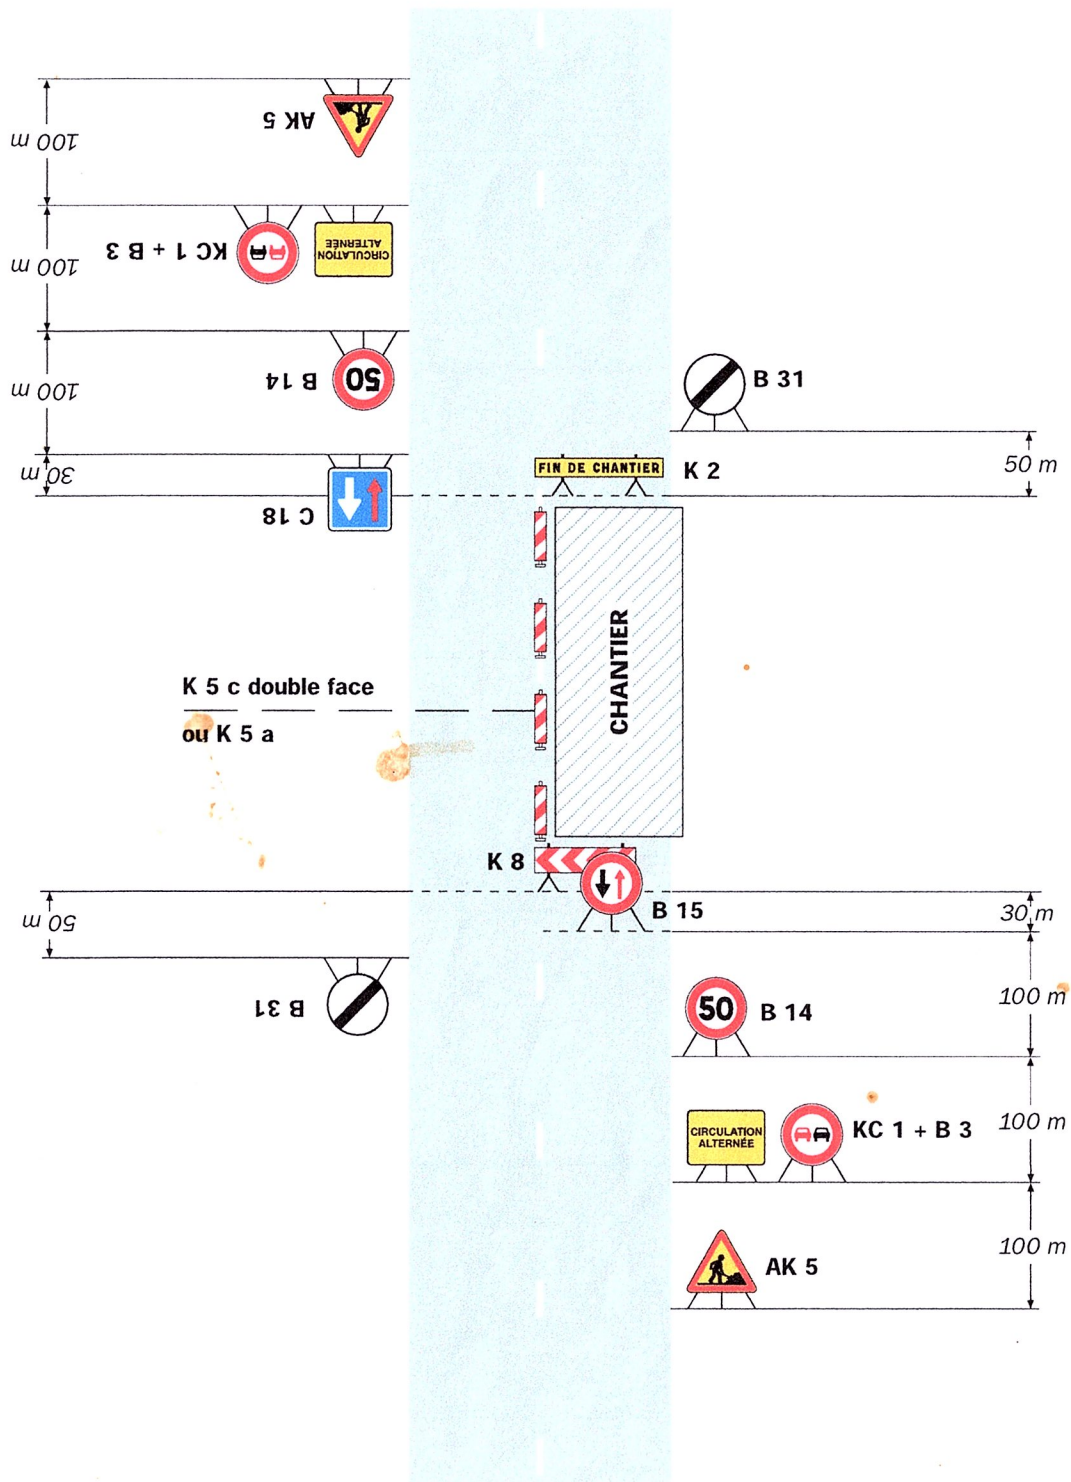 AK 5
100 m
KC 1 + B 3
CIRCULATION
ALTERNÉE
100 m
B 14
50
100 m
B 31
30 m
C 18
FIN DE CHANTIER
K 2
50 m
CHANTIER
K 5 c double face
ou K 5 a
K 8
B 15
50 m
30 m
B 31
50
B 14
100 m
CIRCULATION
ALTERNÉE
KC 1 + B 3
100 m
AK 5
100 m